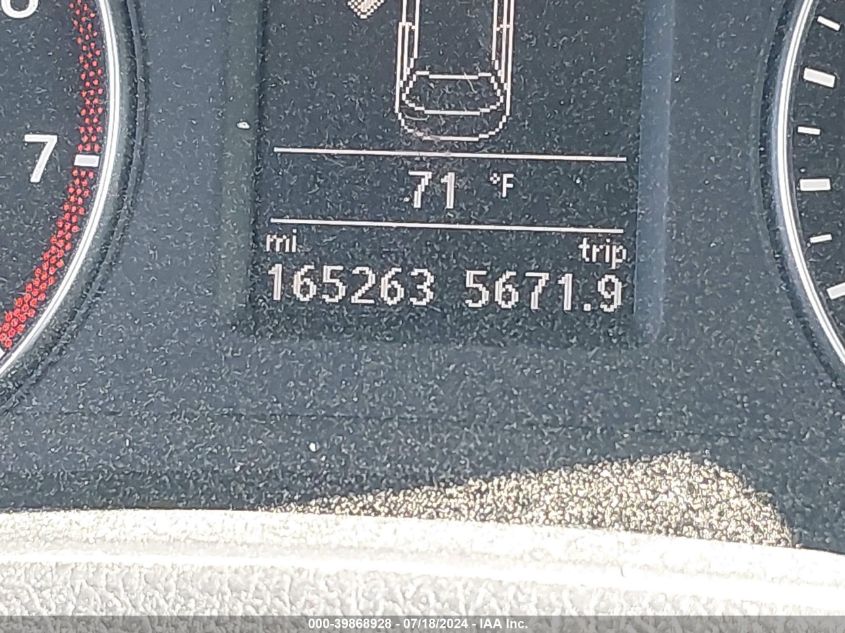 7
71 °F
mi trip
165263 5671.9
000-39868928 - 07/18/2024 - IAA Inc.